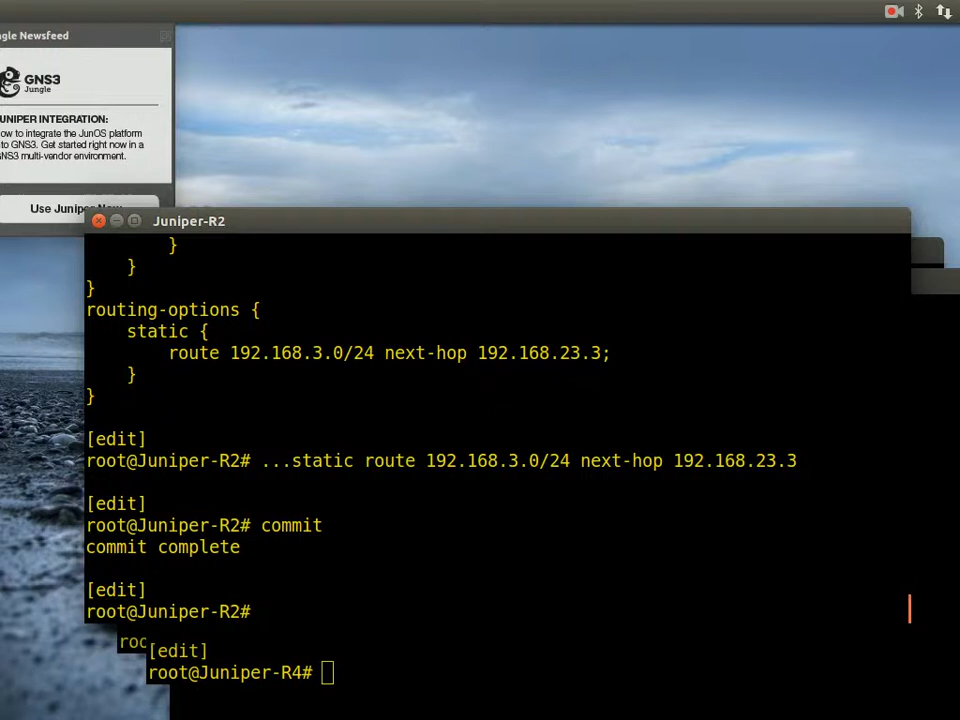 gle Newsfeed
GNS3
Jungle
UNIPER INTEGRATION:
ow to integrate the JunOS platform
to GNS3. Get started right now in a
NS3 multi-vendor environment.
Use Juniper Now
Juniper-R2
}
}
}
routing-options {
static {
route 192.168.3.0/24 next-hop 192.168.23.3;
}
}
[edit]
root@Juniper-R2# ...static route 192.168.3.0/24 next-hop 192.168.23.3
[edit]
root@Juniper-R2# commit
commit complete
[edit]
root@Juniper-R2#
roo
[edit]
root@Juniper-R4#